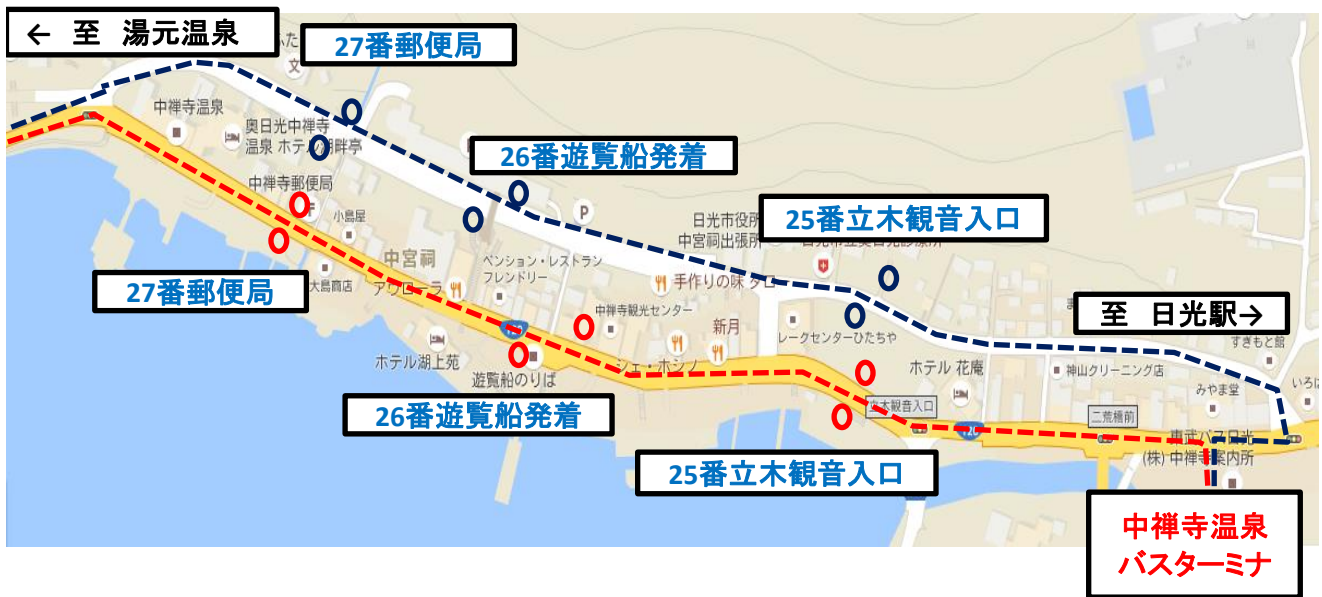 ← 至 湯元温泉
27番郵便局
ふた
文
中禅寺温泉
奥日光中禅寺
温泉 ホテル湖畔亭
26番遊覧船発着
中禅寺郵便局
小島屋
P
日光市役所
中宮祠出張所
25番立木観音入口
中宮祠
アウローラ
ペンション・レストラン
フレンドリー
手作りの味 タロー
27番郵便局
大島商店
中禅寺観光センター
新月
レークセンターひたちや
至 日光駅→
すぎもと館
ホテル湖上苑
遊覧船のりば
シェ・ホシノ
ホテル 花庵
神山クリーニング店
みやま堂
いろは
26番遊覧船発着
立木観音入口
120
二荒橋前
東武バス日光
(株) 中禅寺案内所
25番立木観音入口
中禅寺温泉
バスターミナ